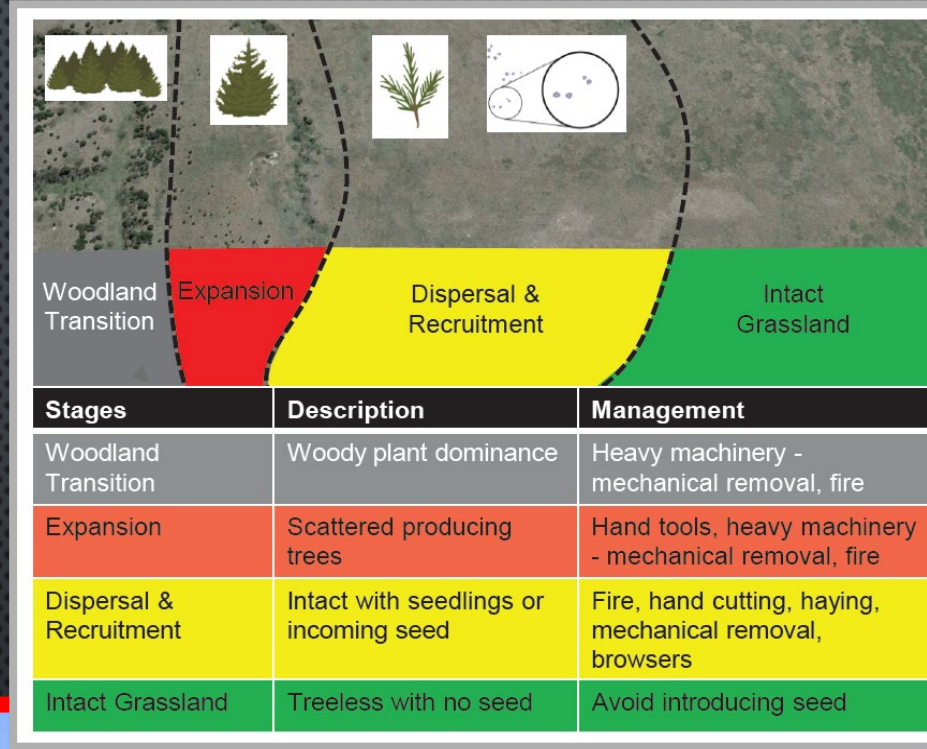 Woodland
Transition
Expansion
Dispersal &
Recruitment
Intact
Grassland
Stages Description Management
Woodland
Transition
Woody plant dominance
Heavy machinery -
mechanical removal, fire
Expansion
Scattered producing
trees
Hand tools, heavy machinery
- mechanical removal, fire
Dispersal &
Recruitment
Intact with seedlings or
incoming seed
Fire, hand cutting, haying,
mechanical removal,
browsers
Intact Grassland
Treeless with no seed
Avoid introducing seed